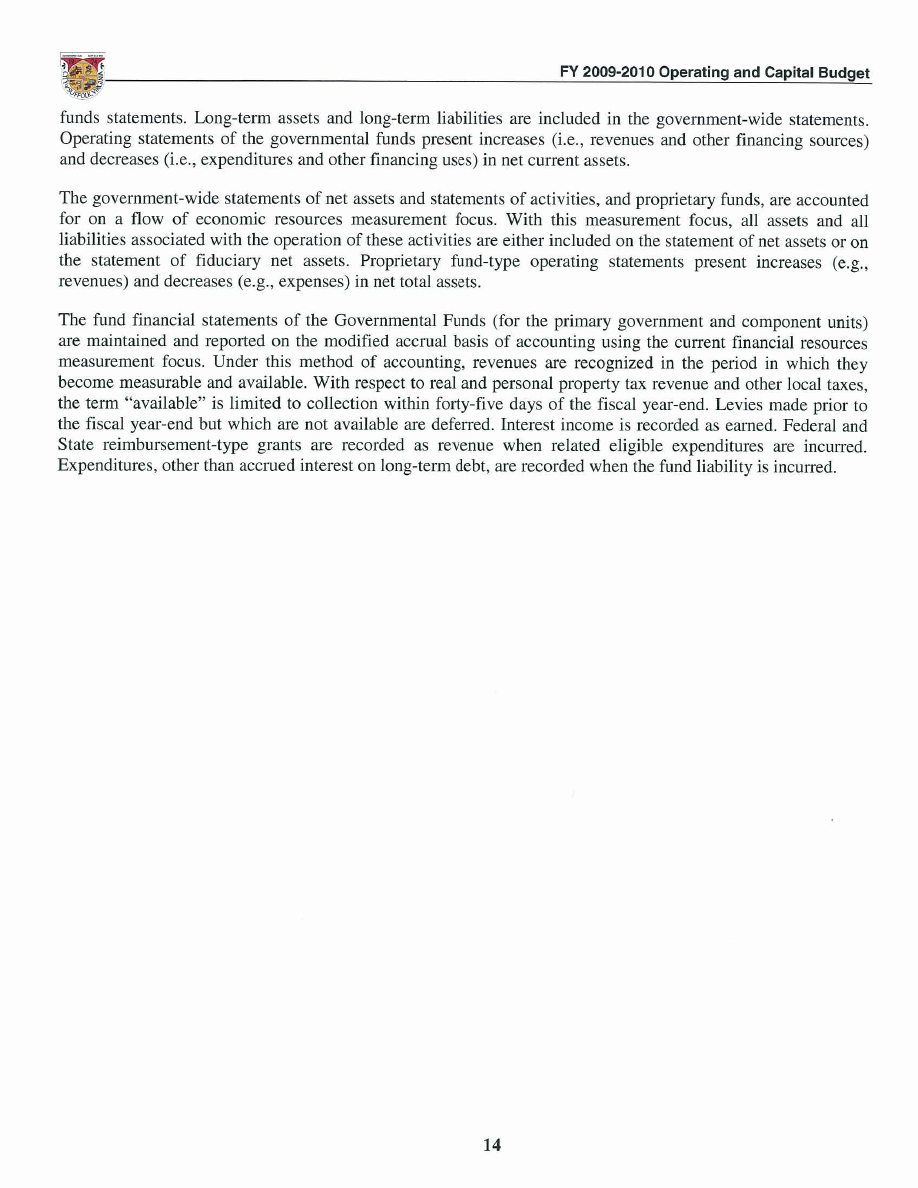 FY 2009-2010 Operating and Capital Budget
funds statements. Long-term assets and long-term liabilities are included in the government-wide statements.
Operating statements of the governmental funds present increases (i.e., revenues and other financing sources)
and decreases (i.e., expenditures and other financing uses) in net current assets.
The government-wide statements of net assets and statements of activities, and proprietary funds, are accounted
for on a flow of economic resources measurement focus. With this measurement focus, all assets and all
liabilities associated with the operation of these activities are either included on the statement of net assets or on
the statement of fiduciary net assets. Proprietary fund-type operating statements present increases (e.g.,
revenues) and decreases (e.g., expenses) in net total assets.
The fund financial statements of the Governmental Funds (for the primary government and component units)
are maintained and reported on the modified accrual basis of accounting using the current financial resources
measurement focus. Under this method of accounting, revenues are recognized in the period in which they
become measurable and available. With respect to real and personal property tax revenue and other local taxes,
the term “available” is limited to collection within forty-five days of the fiscal year-end. Levies made prior to
the fiscal year-end but which are not available are deferred. Interest income is recorded as earned. Federal and
State reimbursement-type grants are recorded as revenue when related eligible expenditures are incurred.
Expenditures, other than accrued interest on long-term debt, are recorded when the fund liability is incurred.
14